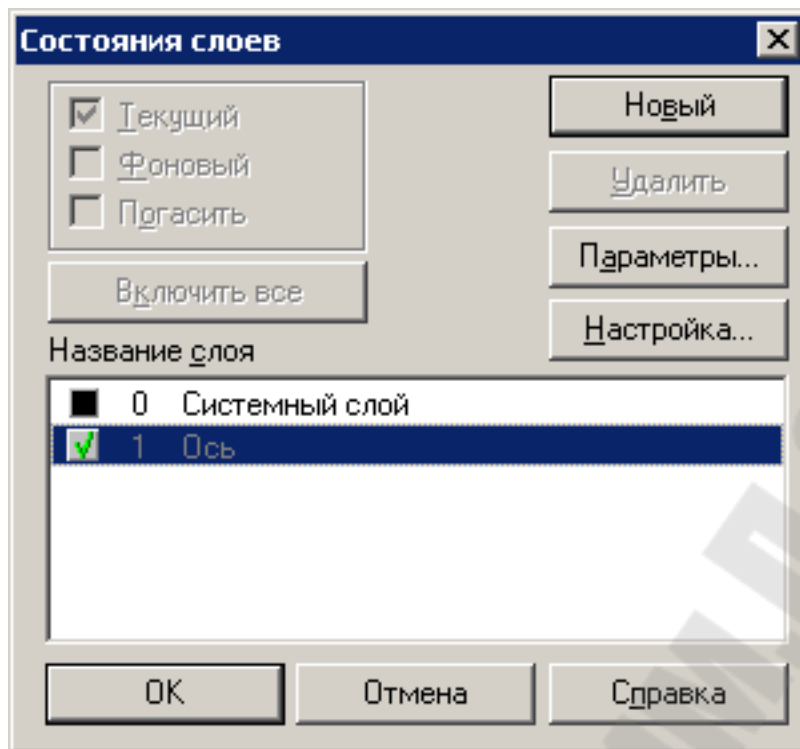 Состояния слоев
Текущий
Фоновый
Погасить
Включить все
Новый
Удалить
Параметры...
Настройка...
Название слоя
0 Системный слой
1 Ось
OK
Отмена
Справка